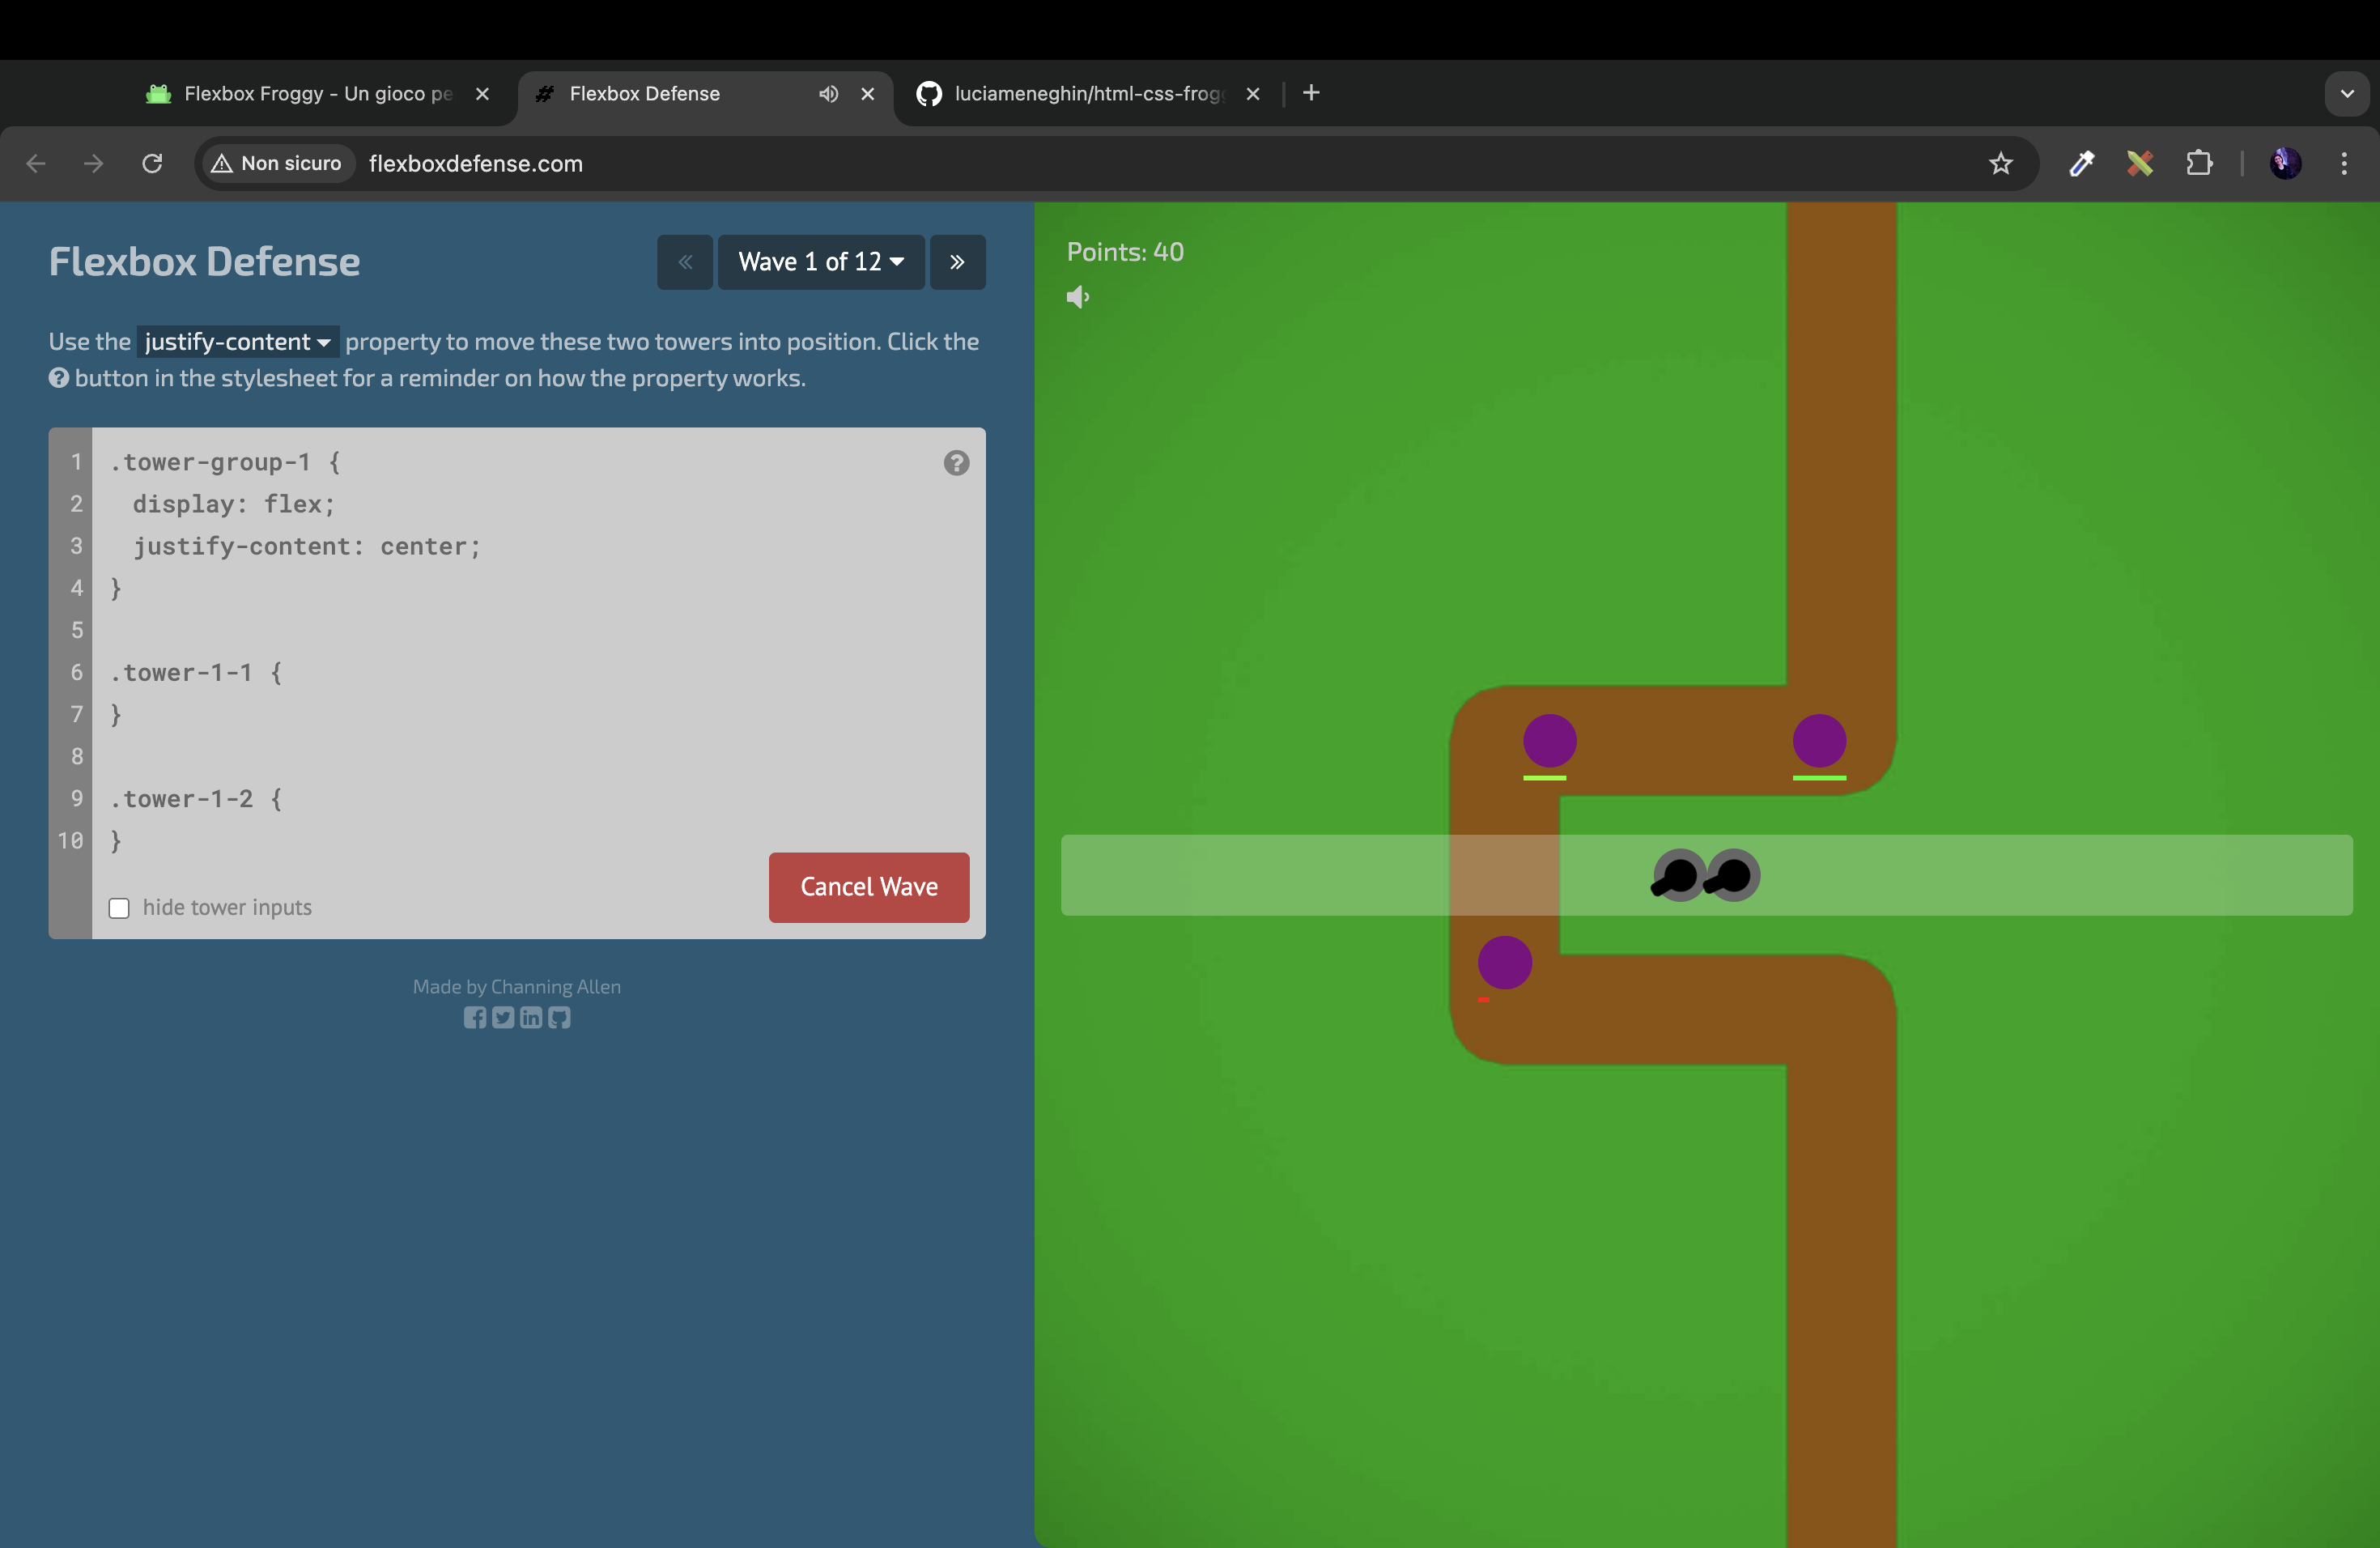 Flexbox Froggy - Un gioco pe
Flexbox Defense
luciameneghin/html-css-frog
Non sicuro
flexboxdefense.com
Flexbox Defense
Wave 1 of 12
Use the justify-content property to move these two towers into position. Click the
button in the stylesheet for a reminder on how the property works.
1 .tower-group-1 {
2 display: flex;
3 justify-content: center;
4 }
5
6 .tower-1-1 {
7 }
8
9 .tower-1-2 {
10 }
hide tower inputs
Cancel Wave
Made by Channing Allen
Points: 40